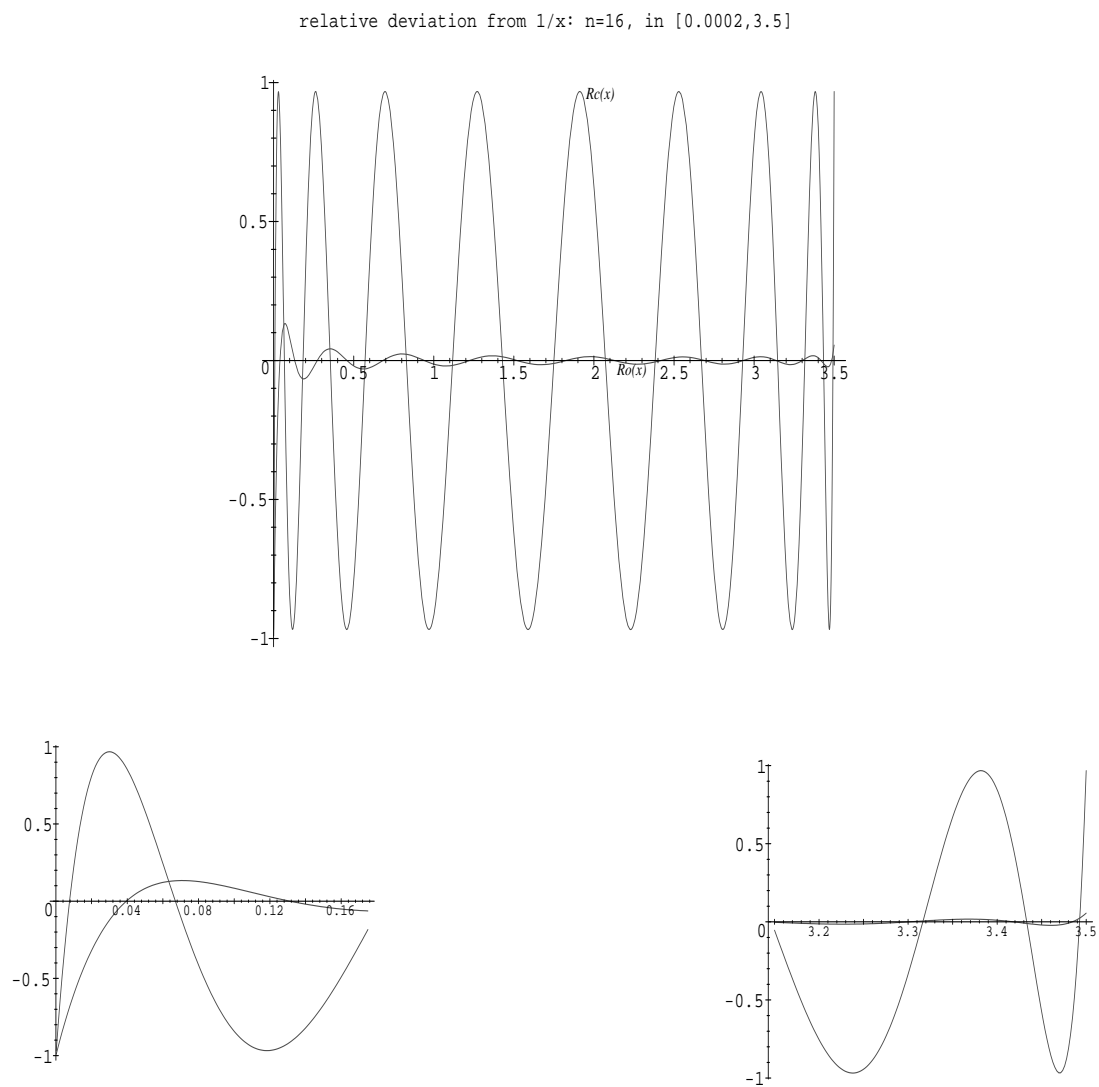 relative deviation from 1/x: n=16, in [0.0002,3.5]
1
Rc(x)
0.5
0 0.5 1 1.5 2 Ro(x) 2.5 3 3.5
-0.5
-1
1
0.5
0 0.04 0.08 0.12 0.16
-0.5
-1
1
0.5
0 3.2 3.3 3.4 3.5
-0.5
-1